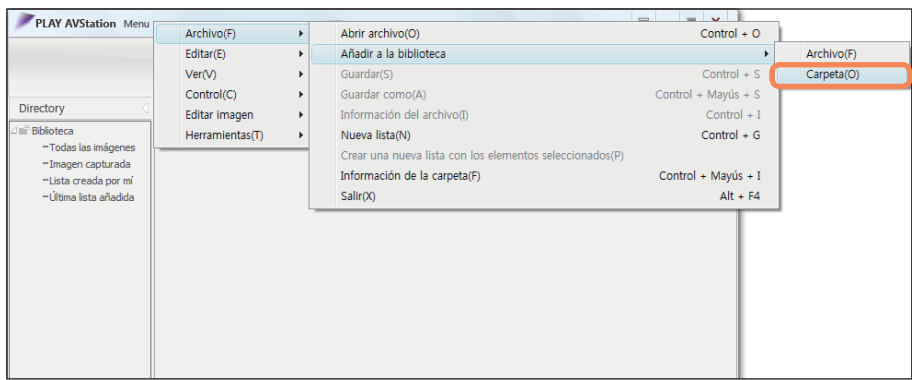 PLAY AVStation Menu
Archivo(F)
Editar(E)
Ver(V)
Control(C)
Editar imagen
Herramientas(T)
Abrir archivo(O) Control + O
Añadir a la biblioteca
Guardar(S) Control + S
Guardar como(A) Control + Mayús + S
Información del archivo(I) Control + I
Nueva lista(N) Control + G
Crear una nueva lista con los elementos seleccionados(P)
Información de la carpeta(F) Control + Mayús + I
Salir(X) Alt + F4
Archivo(F)
Carpeta(O)
Directory
Biblioteca
Todas las imágenes
Imagen capturada
Lista creada por mí
Última lista añadida